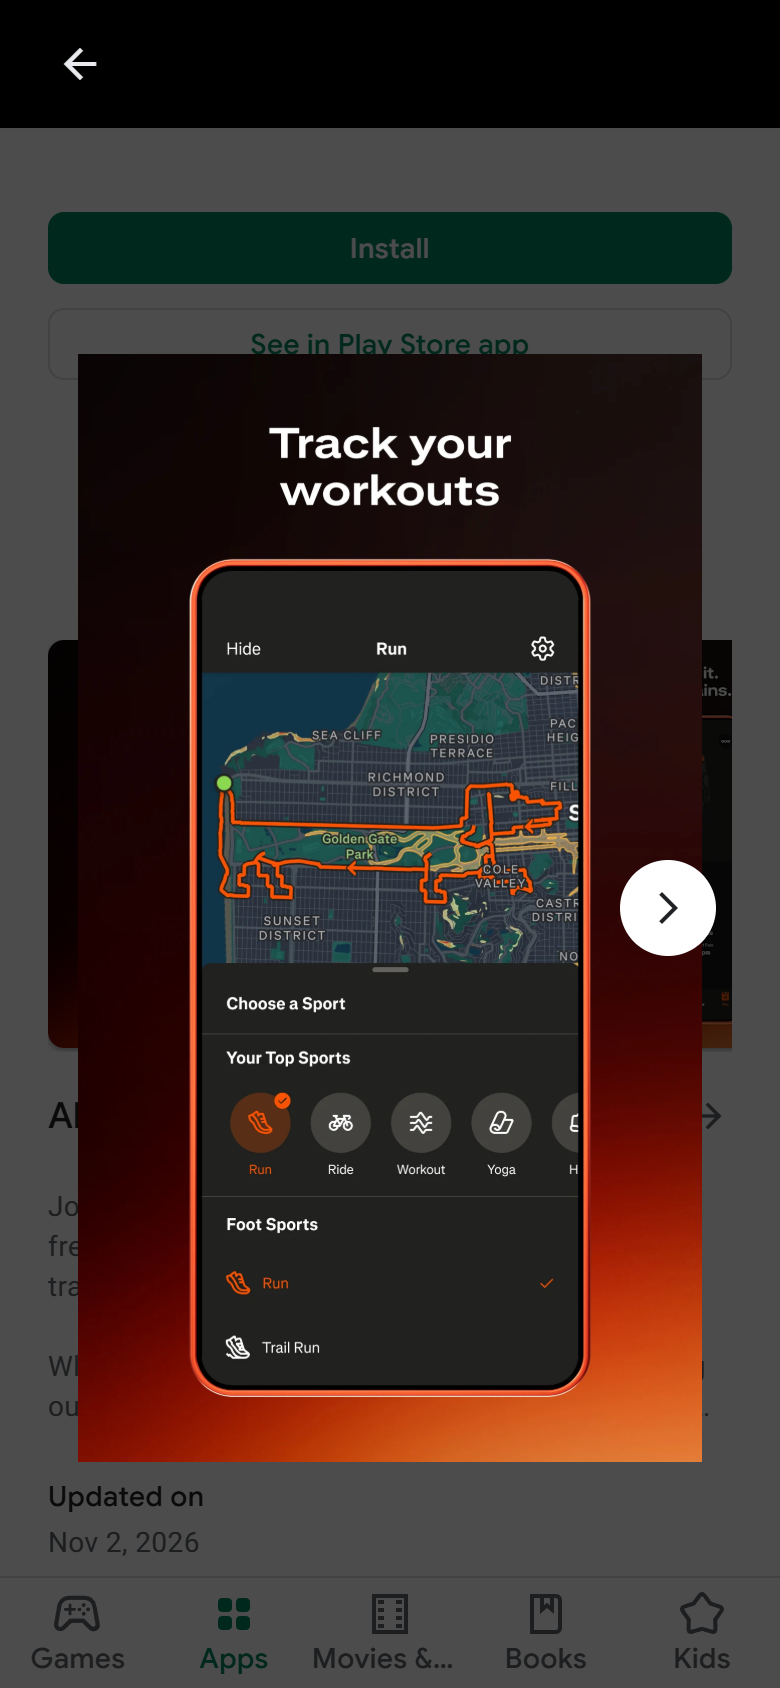 Install
See in Play Store app
Track your
workouts
Hide
Run
SEA CLIFF
PRESIDIO
TERRACE
RICHMOND
DISTRICT
Golden Gate
Park
COLE
VALLEY
SUNSET
DISTRICT
it.
ains.
Choose a Sport
Your Top Sports
Run
Ride
Workout
Yoga
H
Foot Sports
Run
Trail Run
Updated on
Nov 2, 2026
Games
Apps
Movies &...
Books
Kids